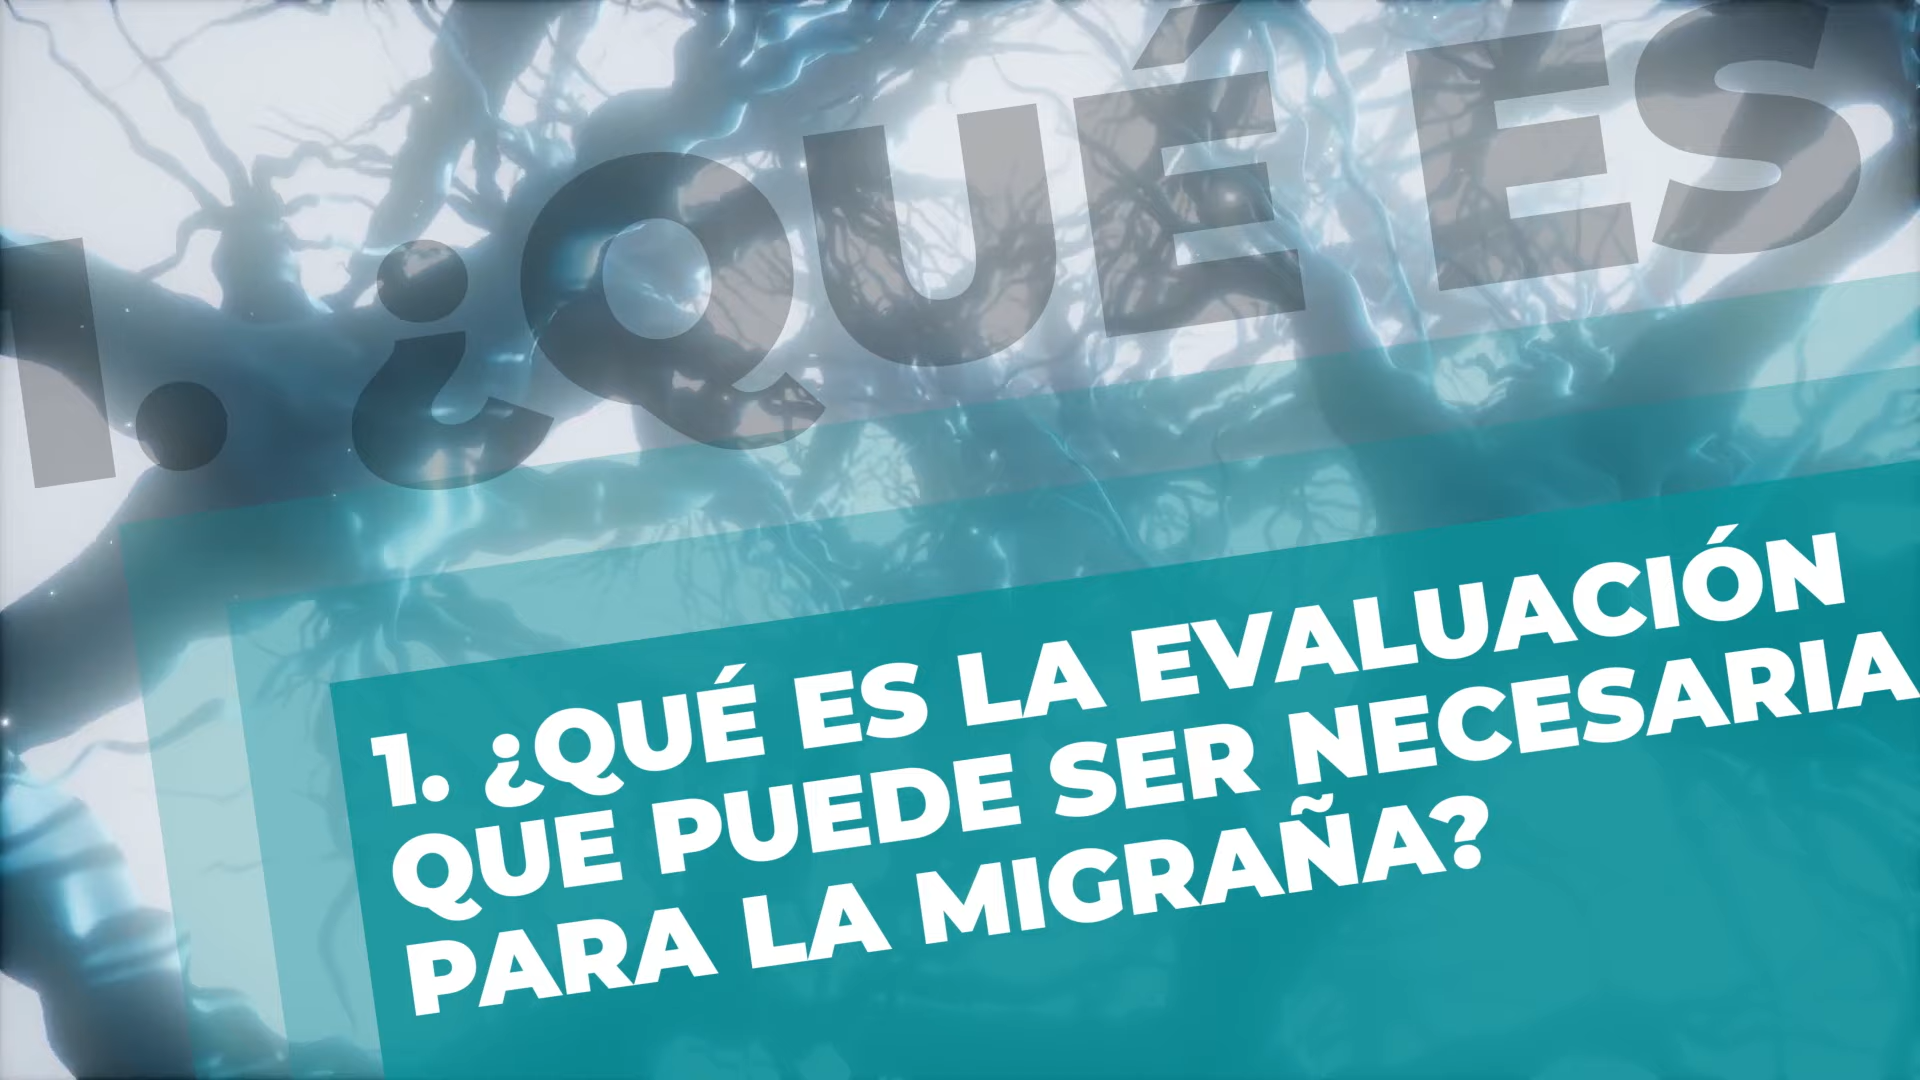 1. ¿QUÉ ES
1. ¿QUÉ ES LA EVALUACIÓN
QUE PUEDE SER NECESARIA
PARA LA MIGRAÑA?